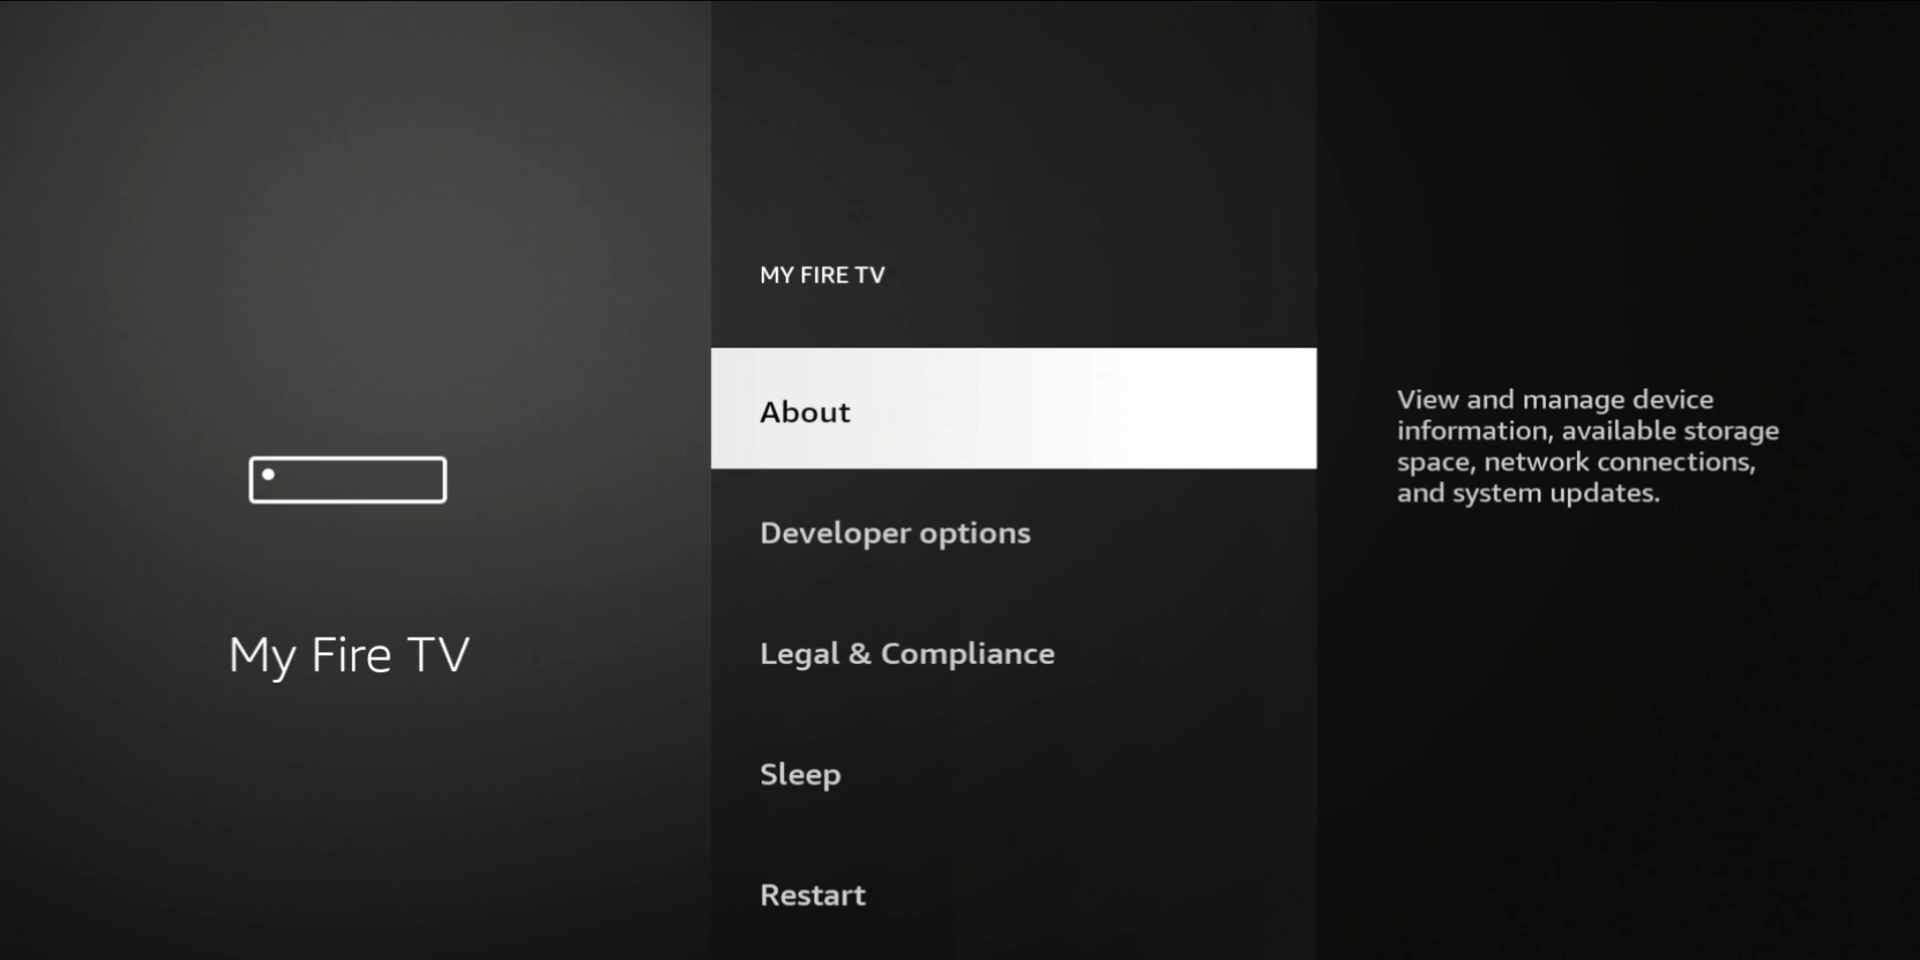 My Fire TV
MY FIRE TV
About
Developer options
Legal & Compliance
Sleep
Restart
View and manage device
information, available storage
space, network connections,
and system updates.